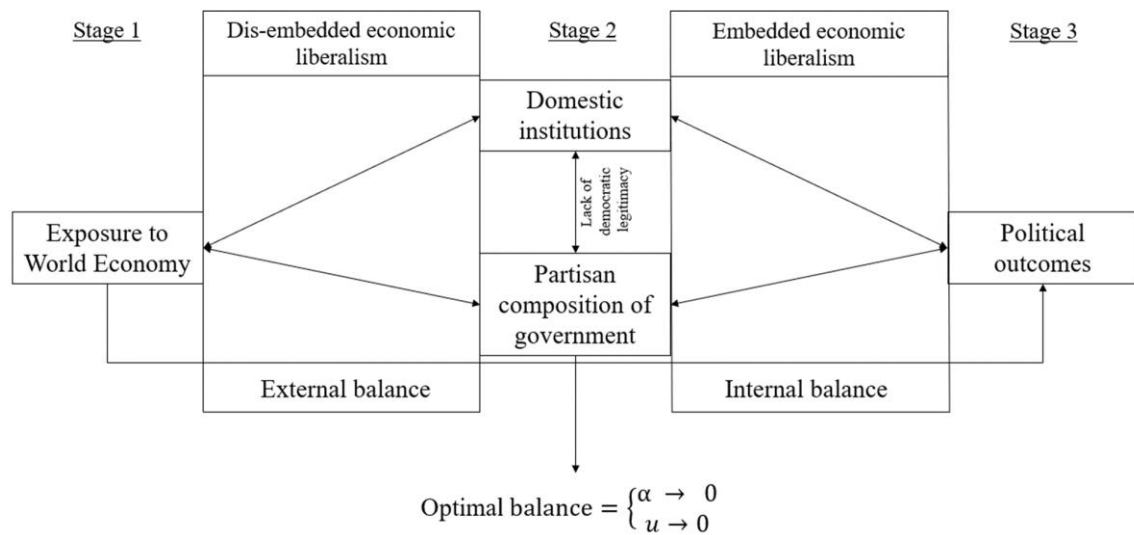 Stage 1
Dis-embedded economic
liberalism
Stage 2
Embedded economic
liberalism
Stage 3
Domestic
institutions
Lack of
democratic
legitimacy
Exposure to
World Economy
Partisan
composition of
government
Political
outcomes
External balance
Internal balance
Optimal balance = { α → 0
u → 0